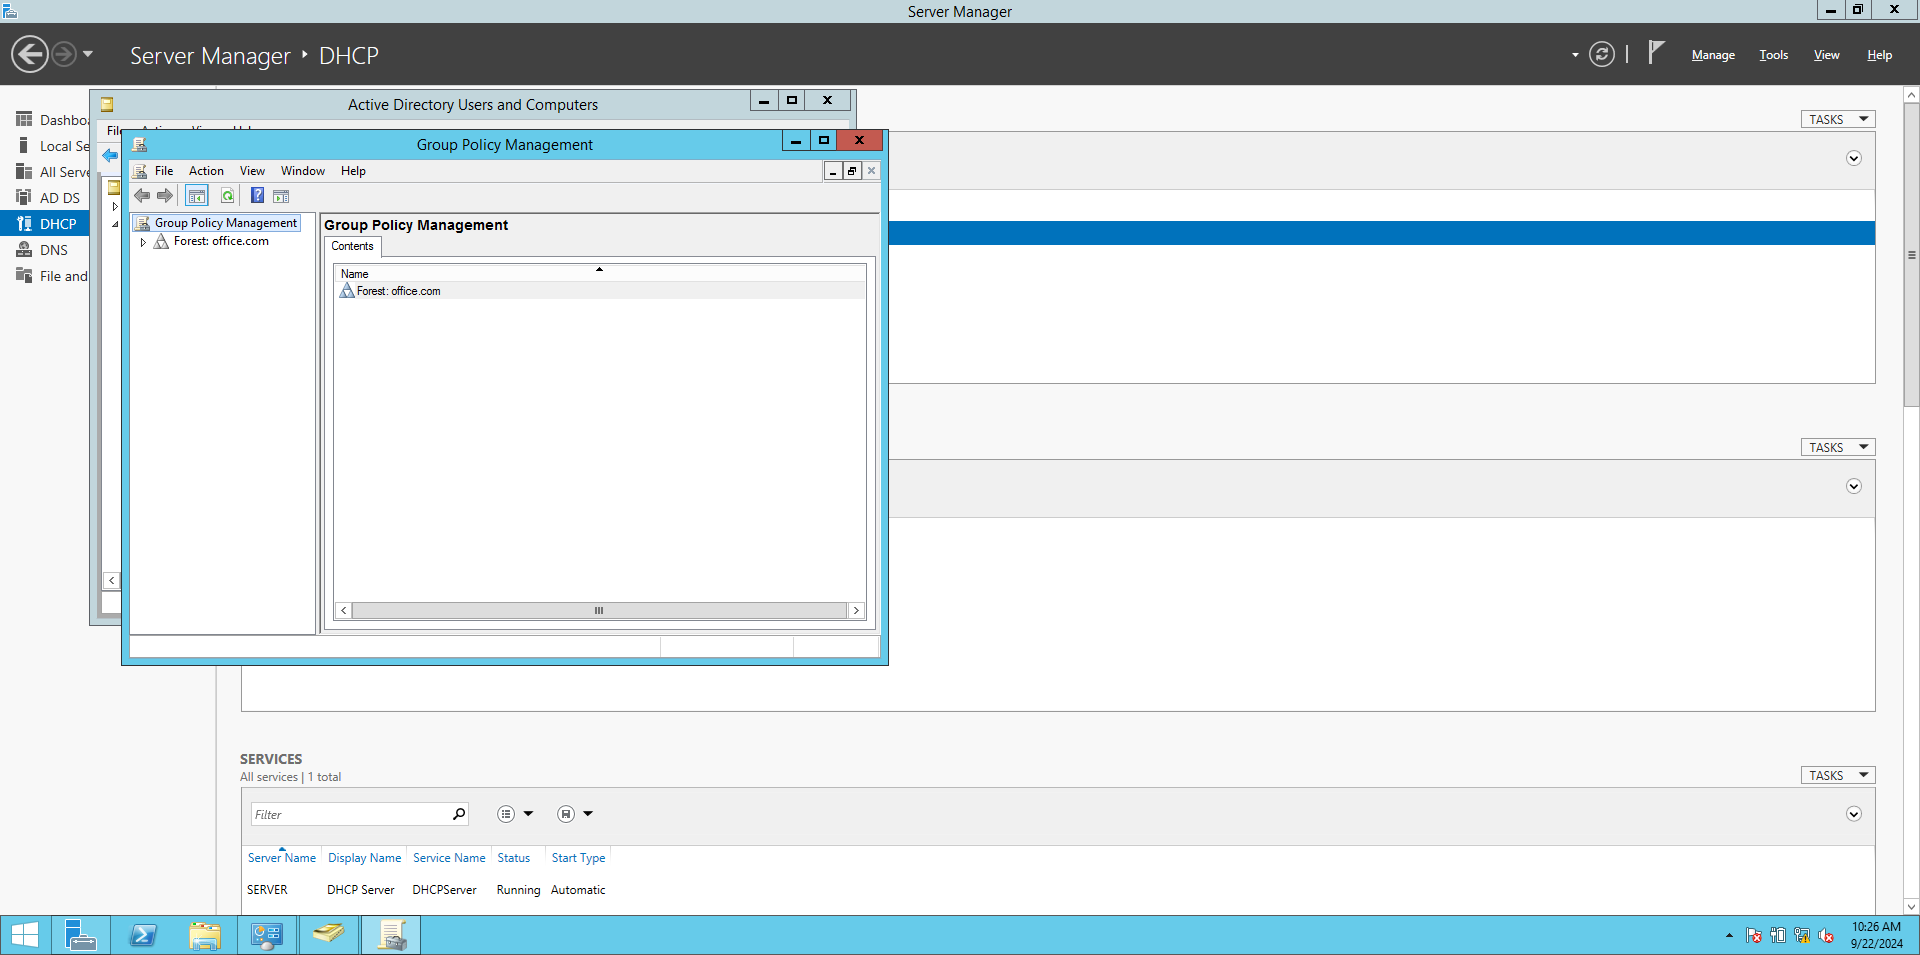 Server Manager
Server Manager ‣ DHCP
Manage Tools View Help
Dashbo
Local Se
All Serve
AD DS
DHCP
DNS
File and
Active Directory Users and Computers
TASKS
Group Policy Management
File Action View Window Help
Group Policy Management
Forest: office.com
Group Policy Management
Contents
Name
Forest: office.com
TASKS
SERVICES
All services | 1 total
TASKS
Filter
Server Name Display Name Service Name Status Start Type
SERVER DHCP Server DHCPServer Running Automatic
10:26 AM
9/22/2024